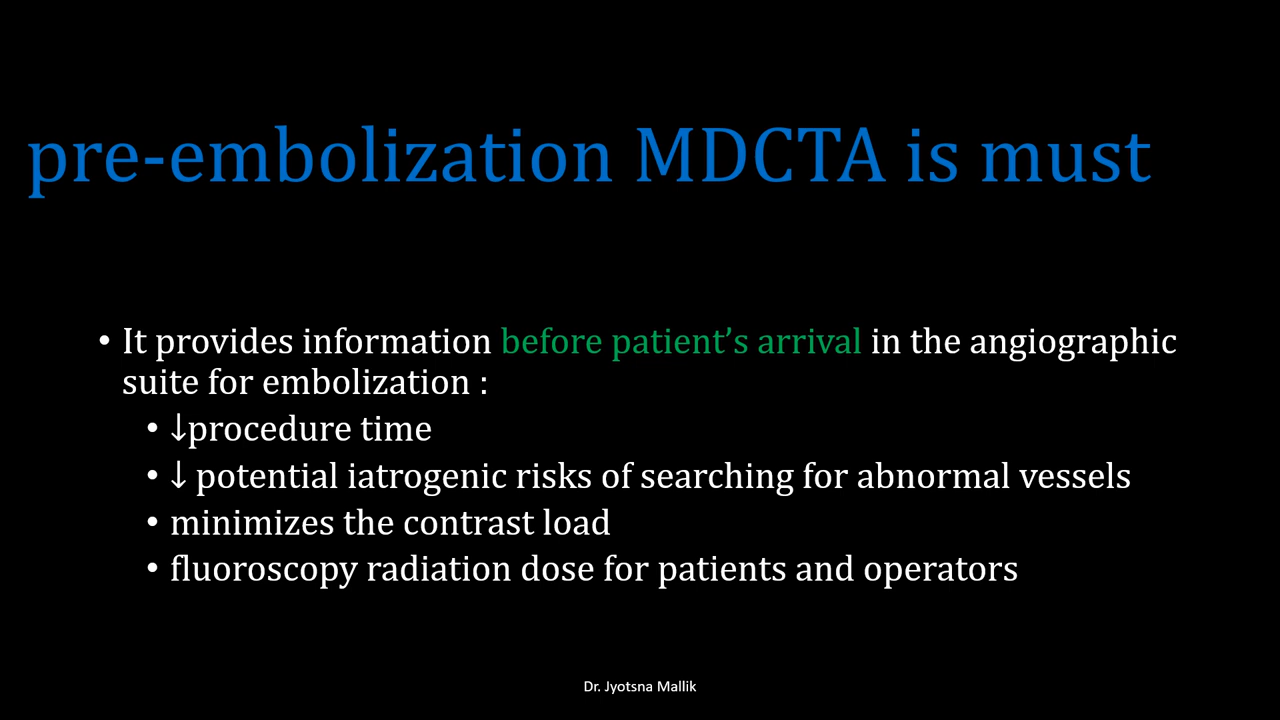 pre-embolization MDCTA is must
• It provides information before patient’s arrival in the angiographic
suite for embolization :
• ↓procedure time
• ↓ potential iatrogenic risks of searching for abnormal vessels
• minimizes the contrast load
• fluoroscopy radiation dose for patients and operators
Dr. Jyotsna Mallik